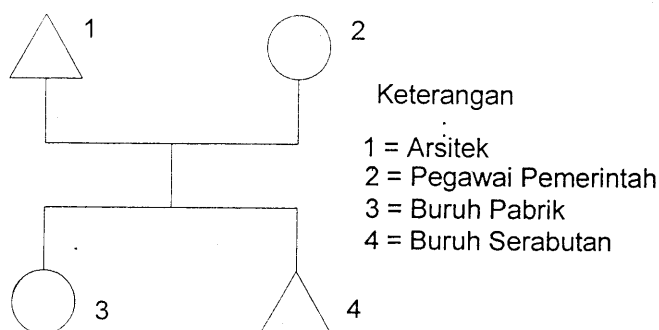 1
2
Keterangan
:
1 = Arsitek
2 = Pegawai Pemerintah
3 = Buruh Pabrik
4 = Buruh Serabutan
3
4